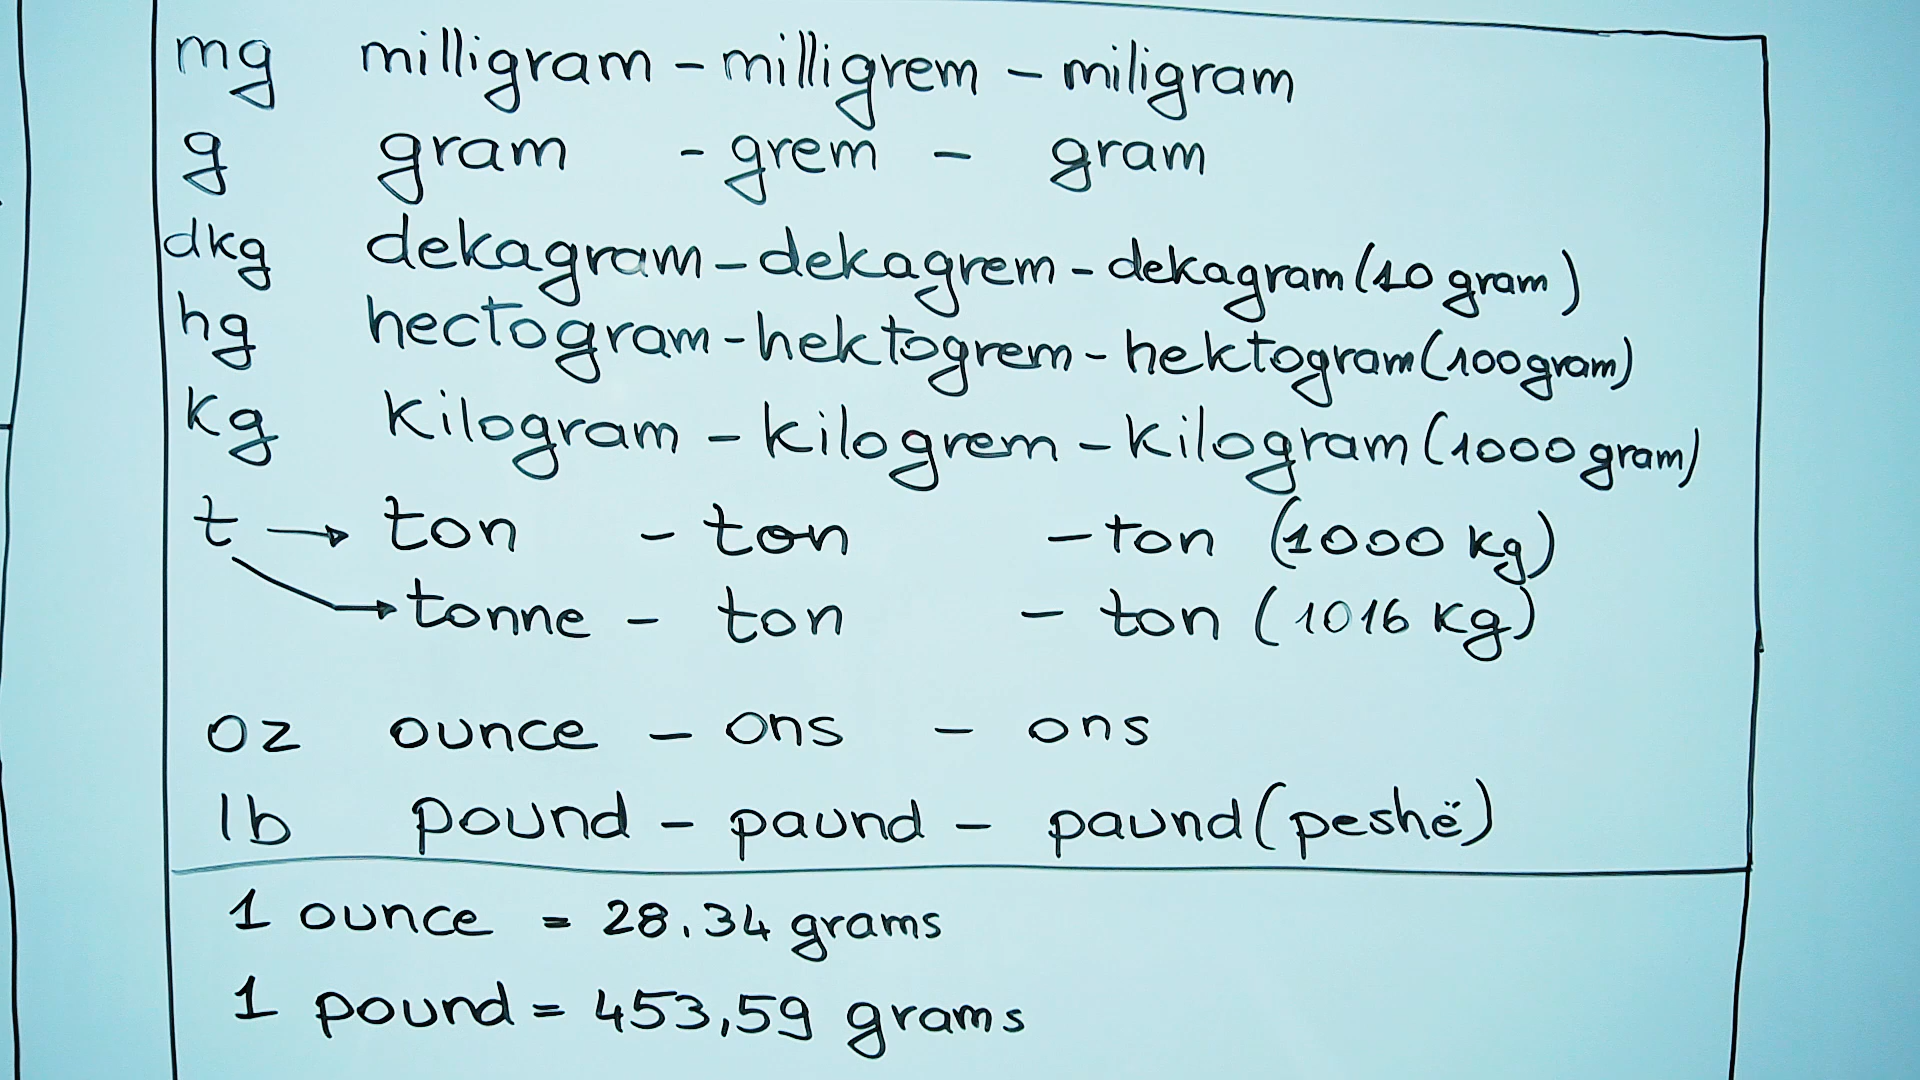 mg milligram - milligrem - miligram
g gram - grem - gram
dkg dekagram - dekagrem - dekagram (10 gram)
hg hectogram - hektogrem - hektogram (100 gram)
kg kilogram - kilogrem - kilogram (1000 gram)
t → ton - ton - ton (1000 kg)
→ tonne - ton - ton (1016 kg)
oz ounce - ons - ons
lb pound - paund - paund (peshë)
1 ounce = 28.34 grams
1 pound = 453,59 grams